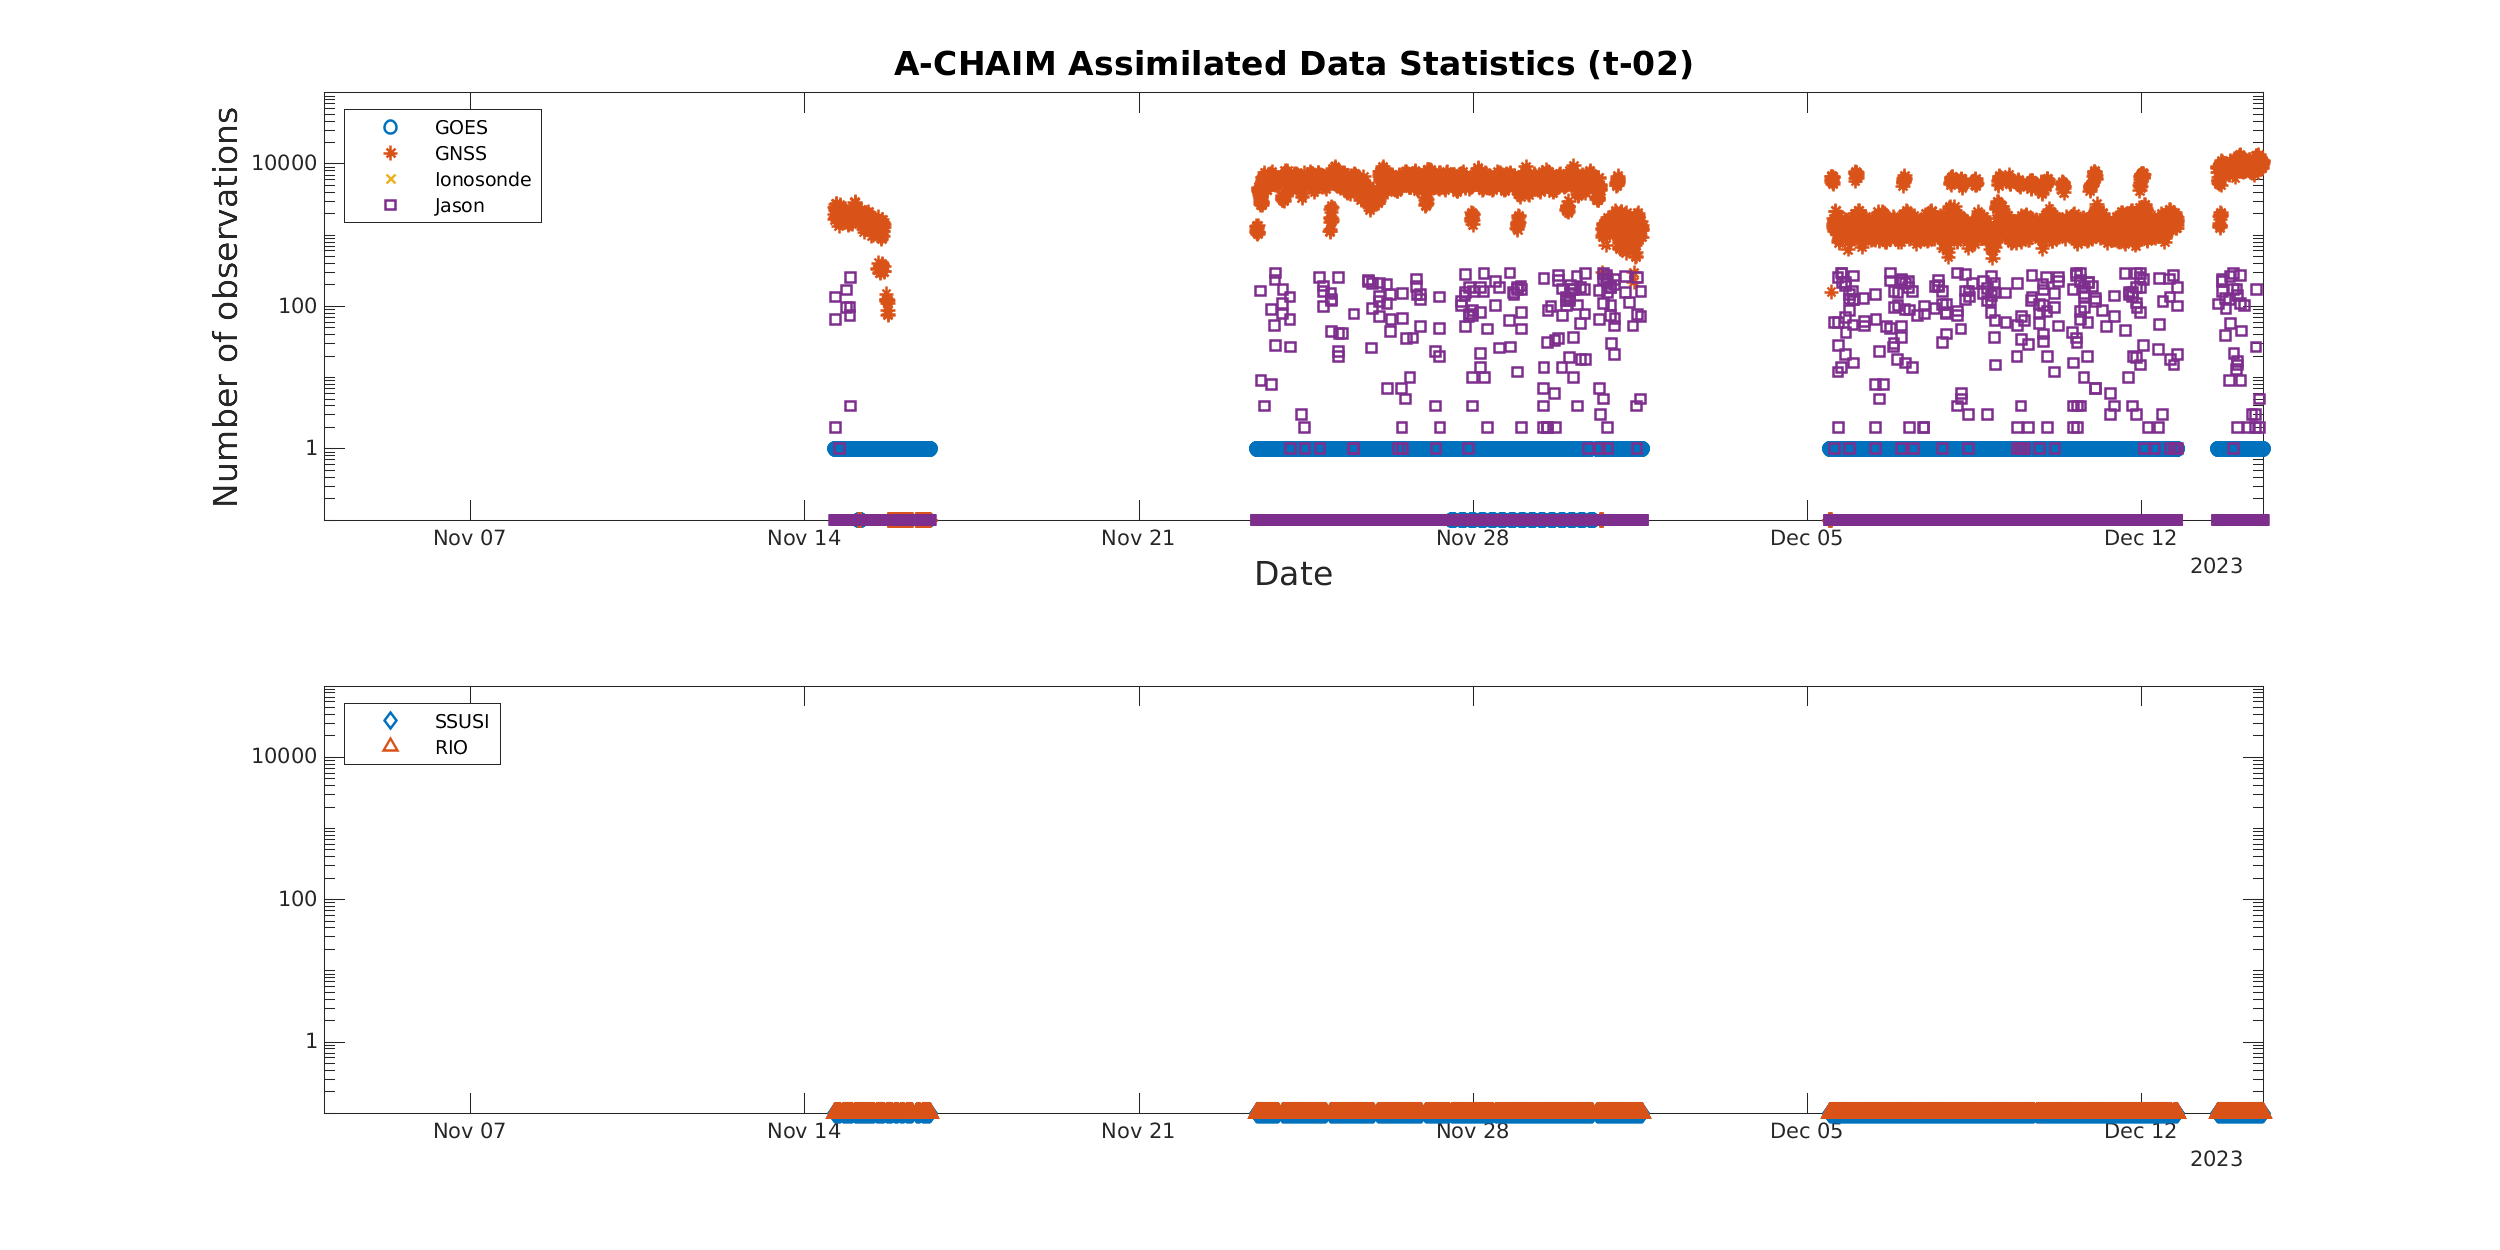 A-CHAIM Assimilated Data Statistics (t-02)
Number of observations
10000
100
1
GOES
GNSS
Ionosonde
Jason
Nov 07 Nov 14 Nov 21 Nov 28 Dec 05 Dec 12
2023
Date
10000
100
1
SSUSI
RIO
Nov 07 Nov 14 Nov 21 Nov 28 Dec 05 Dec 12
2023